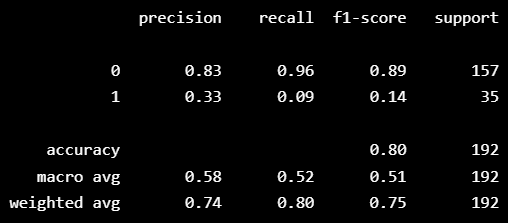 precision recall f1-score support
0 0.83 0.96 0.89 157
1 0.33 0.09 0.14 35
accuracy 0.80 192
macro avg 0.58 0.52 0.51 192
weighted avg 0.74 0.80 0.75 192